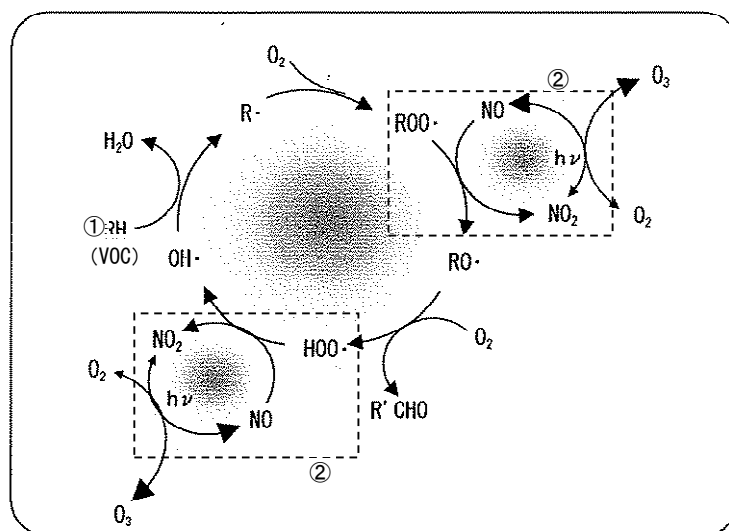 O₂
②
O₃
R·
ROO·
NO
H₂O
hν
NO₂
O₂
①RH
(VOC)
OH·
RO·
NO₂
HOO·
O₂
O₂
hν
NO
R'CHO
②
O₃